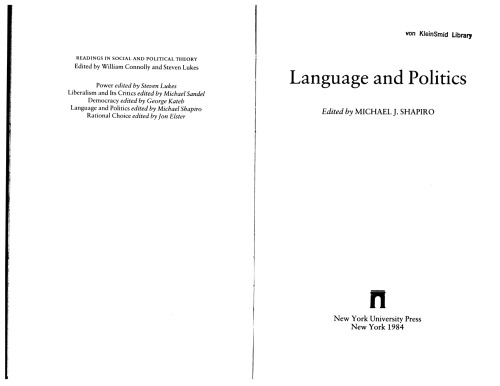 READINGS IN SOCIAL AND POLITICAL THEORY
Edited by William Connolly and Steven Lukes
Power edited by Steven Lukes
Liberalism and Its Critics edited by Michael Sandel
Democracy edited by George Kateb
Language and Politics edited by Michael Shapiro
Rational Choice edited by Jon Elster
von KleinSmid Library
Language and Politics
Edited by MICHAEL J. SHAPIRO
New York University Press
New York 1984